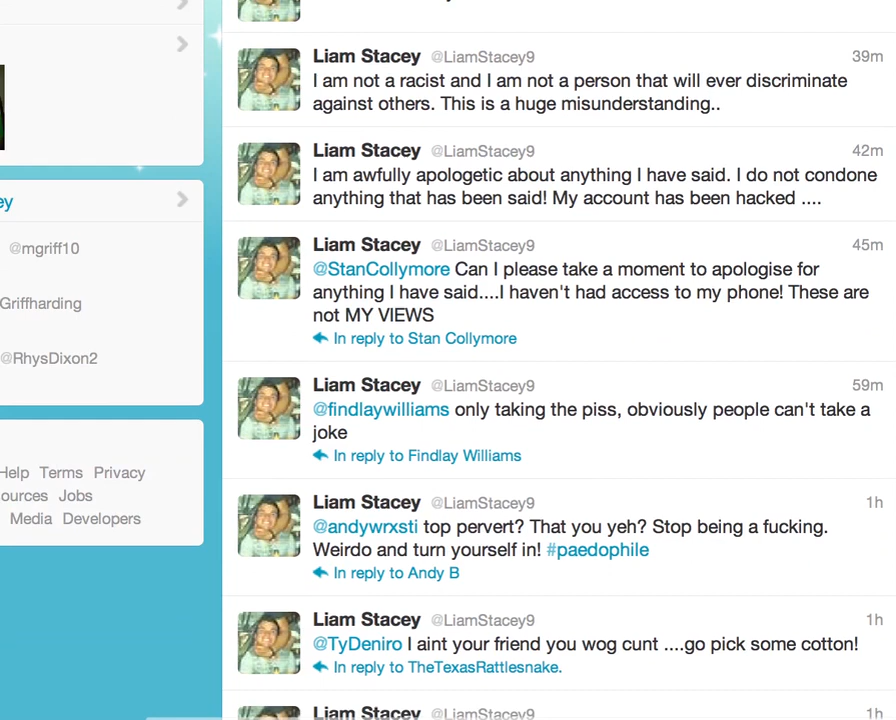 ey
@mgriff10
Griffharding
@RhysDixon2
Help Terms Privacy
ources Jobs
Media Developers
Liam Stacey @LiamStacey9 39m
I am not a racist and I am not a person that will ever discriminate
against others. This is a huge misunderstanding..
Liam Stacey @LiamStacey9 42m
I am awfully apologetic about anything I have said. I do not condone
anything that has been said! My account has been hacked ....
Liam Stacey @LiamStacey9 45m
@StanCollymore Can I please take a moment to apologise for
anything I have said....I haven't had access to my phone! These are
not MY VIEWS
In reply to Stan Collymore
Liam Stacey @LiamStacey9 59m
@findlaywilliams only taking the piss, obviously people can't take a
joke
In reply to Findlay Williams
Liam Stacey @LiamStacey9 1h
@andywrxsti top pervert? That you yeh? Stop being a fucking.
Weirdo and turn yourself in! #paedophile
In reply to Andy B
Liam Stacey @LiamStacey9 1h
@TyDeniro I aint your friend you wog cunt ....go pick some cotton!
In reply to TheTexasRattlesnake.
Liam Stacey @LiamStacey9 1h